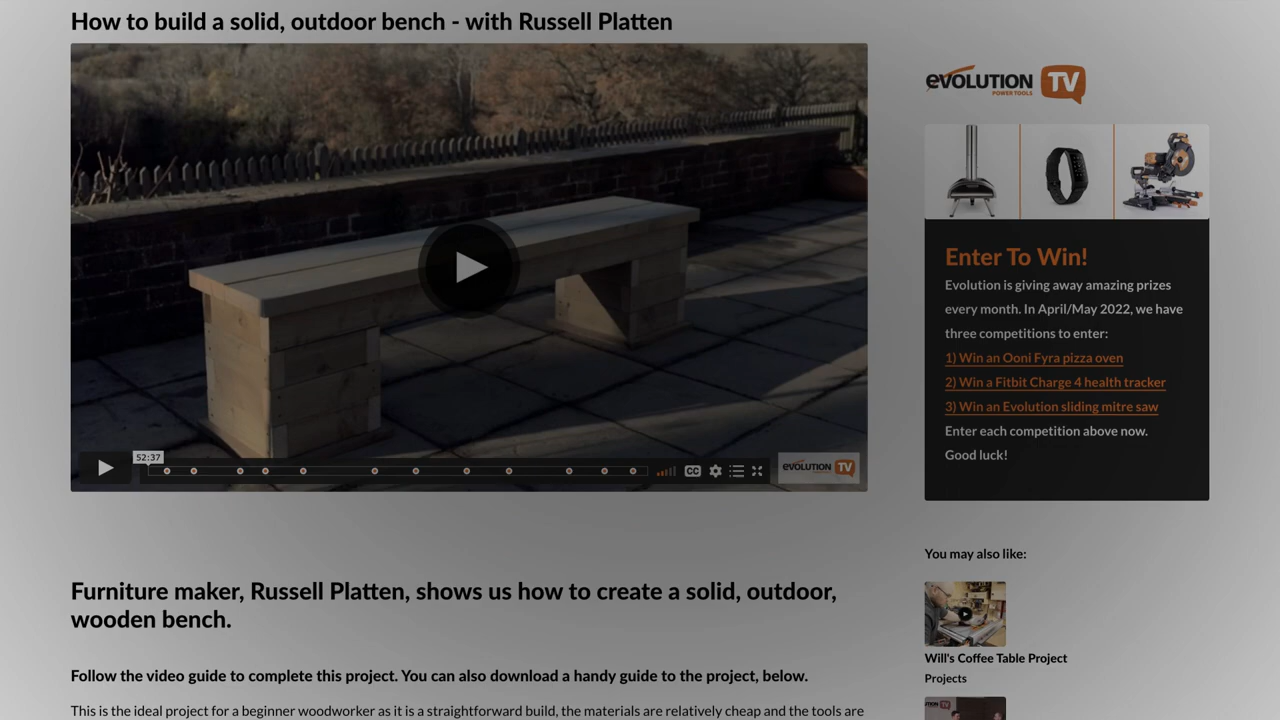 How to build a solid, outdoor bench - with Russell Platten
52:37
CC
evolution TV
evolution TV
POWER TOOLS
Enter To Win!
Evolution is giving away amazing prizes
every month. In April/May 2022, we have
three competitions to enter:
1) Win an Ooni Fyra pizza oven
2) Win a Fitbit Charge 4 health tracker
3) Win an Evolution sliding mitre saw
Enter each competition above now.
Good luck!
Furniture maker, Russell Platten, shows us how to create a solid, outdoor,
wooden bench.
Follow the video guide to complete this project. You can also download a handy guide to the project, below.
This is the ideal project for a beginner woodworker as it is a straightforward build, the materials are relatively cheap and the tools are
You may also like:
Will's Coffee Table Project
Projects